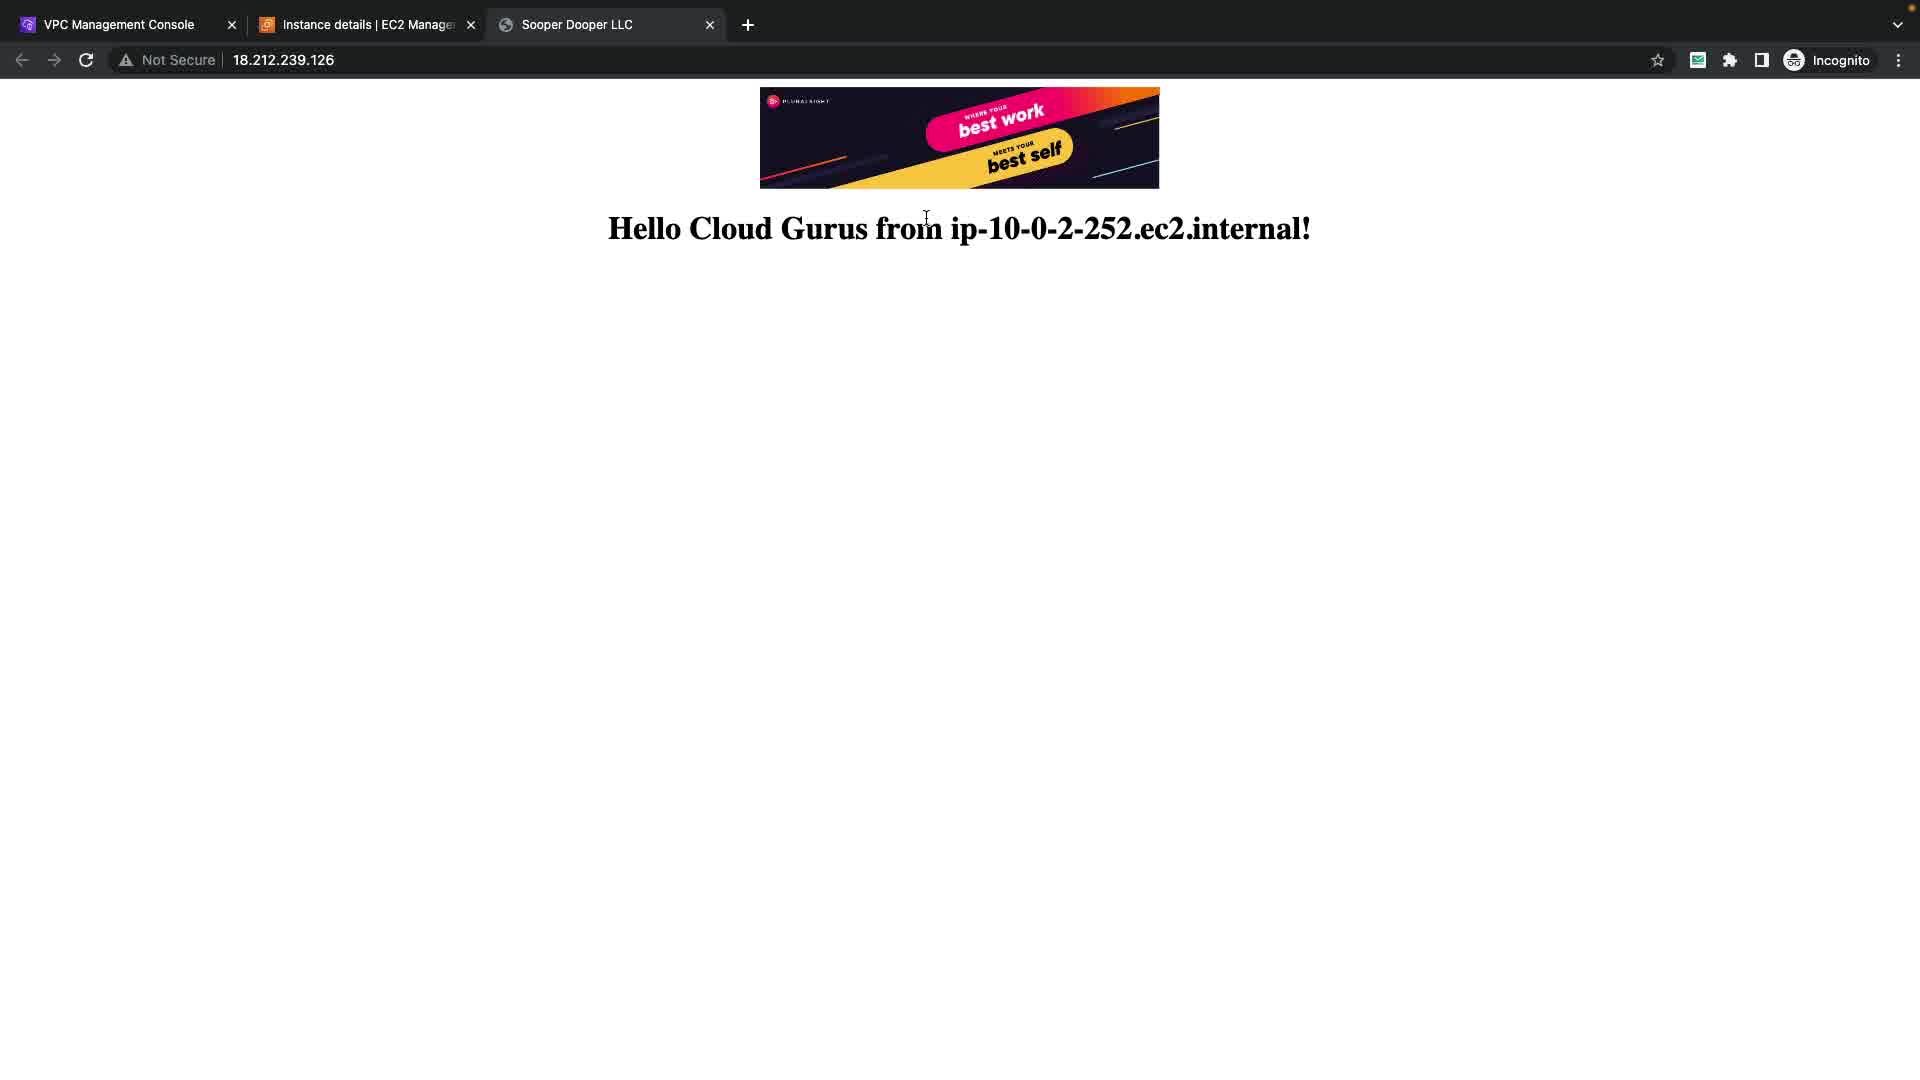 VPC Management Console
Instance details | EC2 Manage
Sooper Dooper LLC
Not Secure
18.212.239.126
Incognito
PLURALSIGHT
WHERE YOUR
best work
MEETS YOUR
best self
Hello Cloud Gurus from ip-10-0-2-252.ec2.internal!